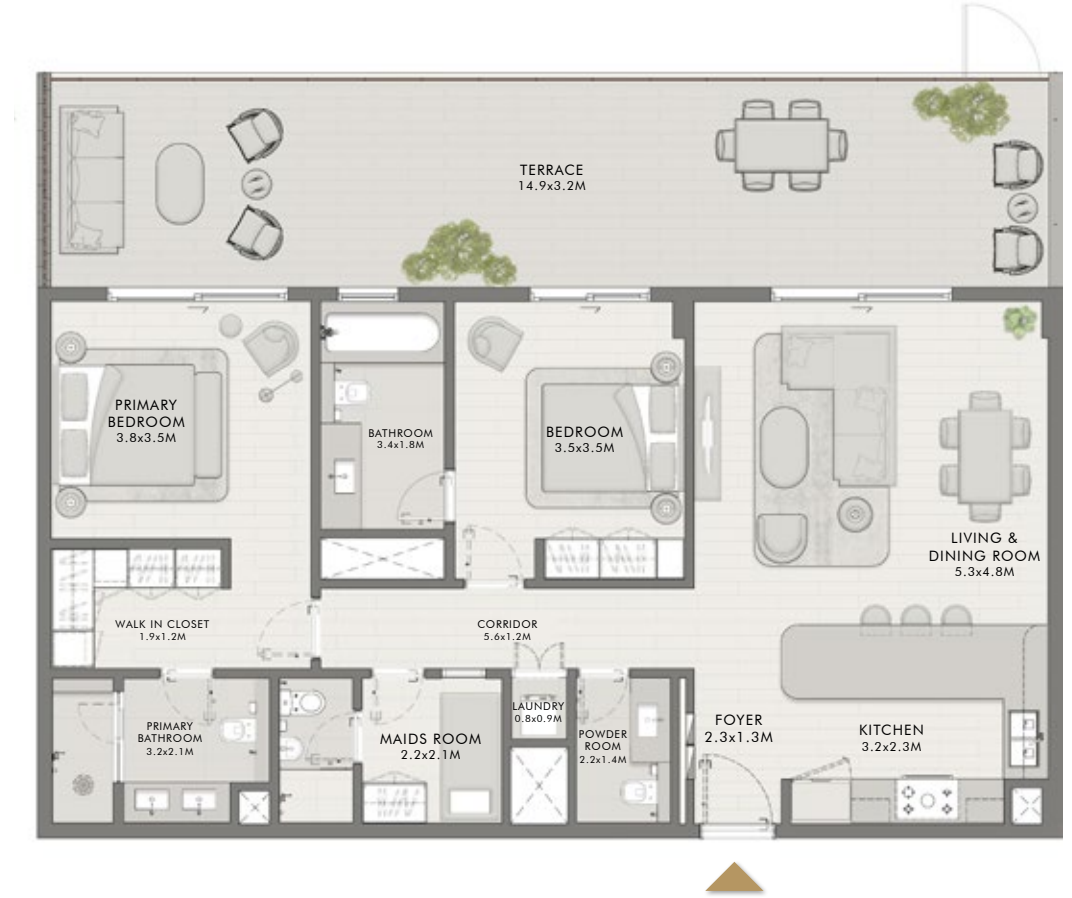 TERRACE
14.9x3.2M
PRIMARY
BEDROOM
3.8x3.5M
BATHROOM
3.4x1.8M
BEDROOM
3.5x3.5M
LIVING &
DINING ROOM
5.3x4.8M
WALK IN CLOSET
1.9x1.2M
CORRIDOR
5.6x1.2M
PRIMARY
BATHROOM
3.2x2.1M
MAIDS ROOM
2.2x2.1M
LAUNDRY
0.8x0.9M
POWDER
ROOM
2.2x1.4M
FOYER
2.3x1.3M
KITCHEN
3.2x2.3M